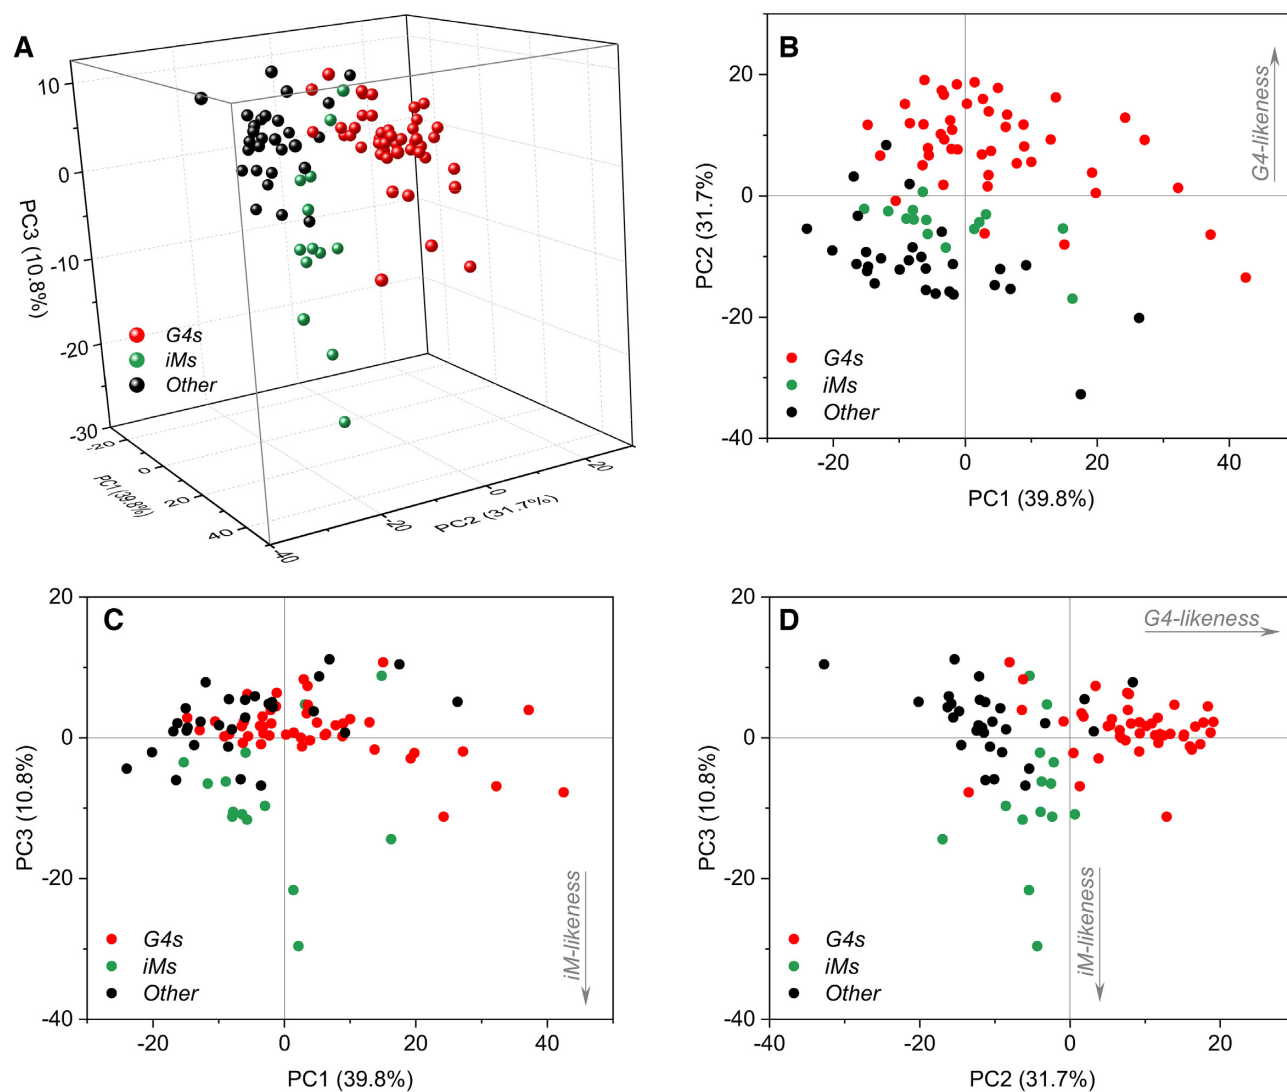 A
10
0
-10
-20
-30
PC3 (10.8%)
G4s
iMs
Other
-20
0
20
40
PC1 (39.8%)
-40
-20
0
20
PC2 (31.7%)
B
20
0
-20
-40
PC2 (31.7%)
G4-likeness
G4s
iMs
Other
-20
0
20
40
PC1 (39.8%)
C
20
0
-20
-40
PC3 (10.8%)
iM-likeness
G4s
iMs
Other
-20
0
20
40
PC1 (39.8%)
D
G4-likeness
20
0
-20
-40
PC3 (10.8%)
iM-likeness
G4s
iMs
Other
-40
-20
0
20
PC2 (31.7%)